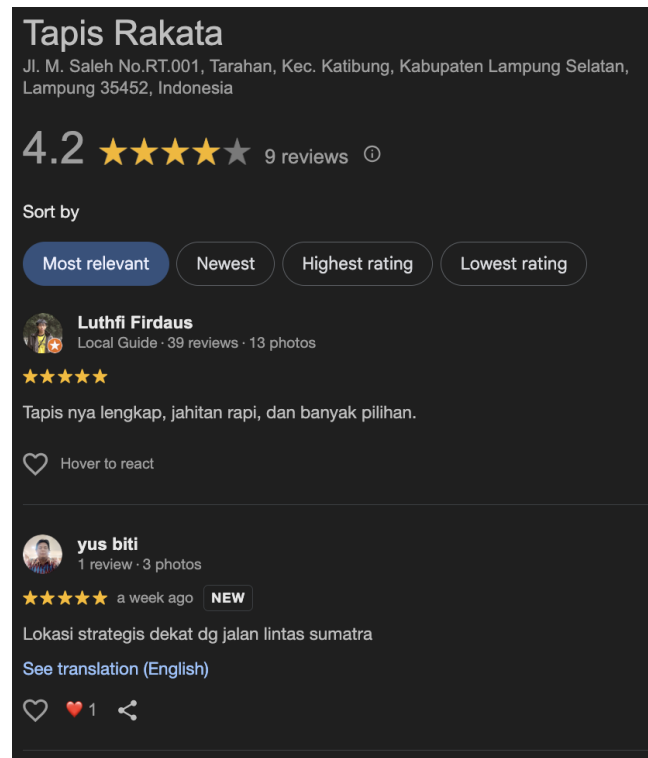 Tapis Rakata
Jl. M. Saleh No.RT.001, Tarahan, Kec. Katibung, Kabupaten Lampung Selatan,
Lampung 35452, Indonesia
4.2 9 reviews
Sort by
Most relevant Newest Highest rating Lowest rating
Luthfi Firdaus
Local Guide · 39 reviews · 13 photos
Tapis nya lengkap, jahitan rapi, dan banyak pilihan.
Hover to react
yus biti
1 review · 3 photos
a week ago NEW
Lokasi strategis dekat dg jalan lintas sumatra
See translation (English)
1